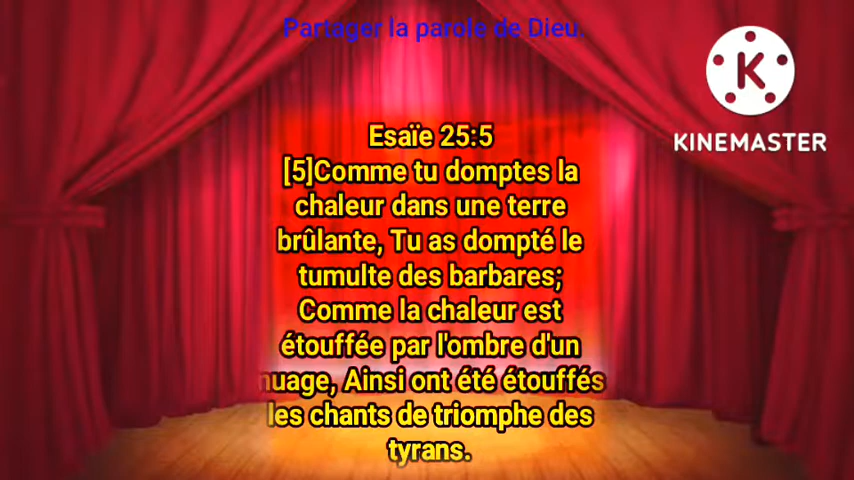 Partager la parole de Dieu.
K
KINEMASTER
Esaïe 25:5
[5]Comme tu domptes la
chaleur dans une terre
brûlante, Tu as dompté le
tumulte des barbares;
Comme la chaleur est
étouffée par l'ombre d'un
nuage, Ainsi ont été étouffés
les chants de triomphe des
tyrans.